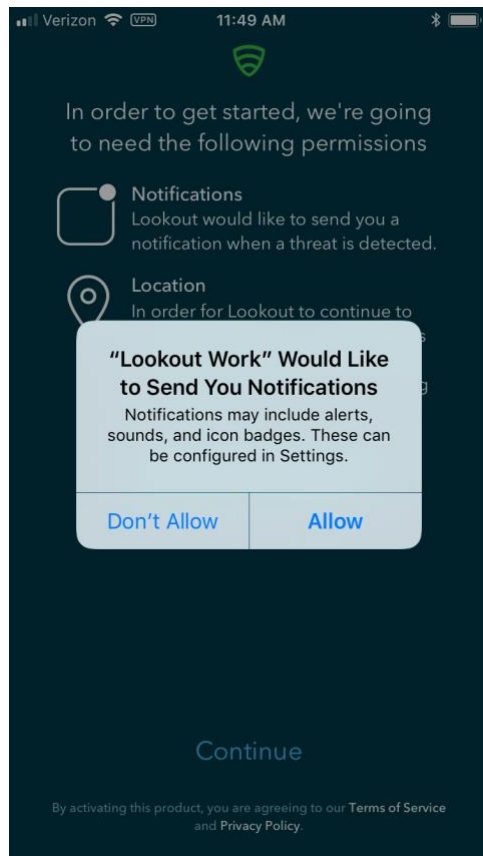 Verizon VPN 11:49 AM
In order to get started, we're going
to need the following permissions
Notifications
Lookout would like to send you a
notification when a threat is detected.
Location
In order for Lookout to continue to
"Lookout Work" Would Like
to Send You Notifications
Notifications may include alerts,
sounds, and icon badges. These can
be configured in Settings.
Don't Allow Allow
Continue
By activating this product, you are agreeing to our Terms of Service
and Privacy Policy.